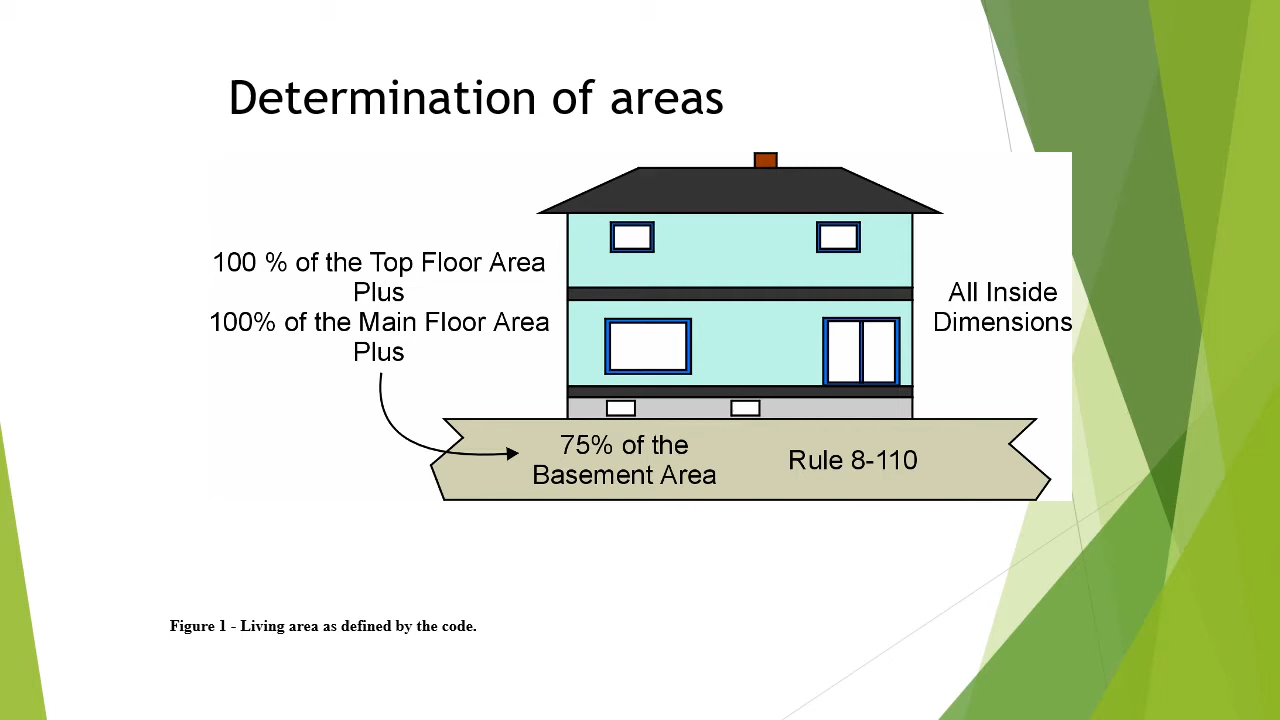 Determination of areas
100 % of the Top Floor Area
Plus
100% of the Main Floor Area
Plus
All Inside
Dimensions
75% of the
Basement Area
Rule 8-110
Figure 1 - Living area as defined by the code.